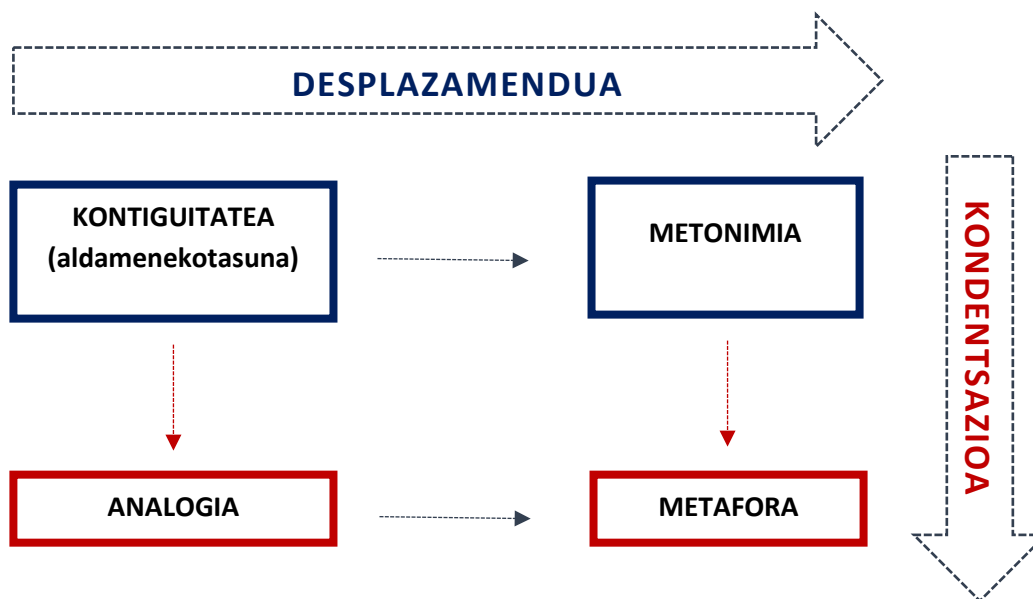 DESPLAZAMENDUA
KONTIGUITATEA
(aldamenekotasuna)
METONIMIA
KONDENTSAZIOA
ANALOGIA
METAFORA